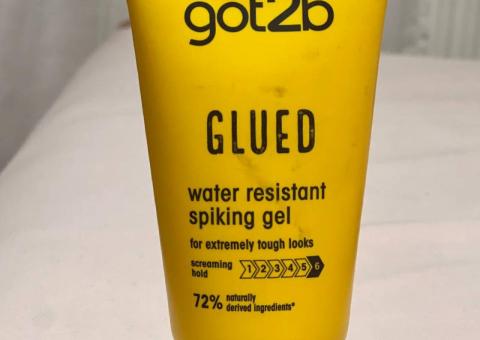 got2b
GLUED
water resistant
spiking gel
for extremely tough looks
screaming
hold
1 2 3 4 5 6
72% naturally
derived ingredients*